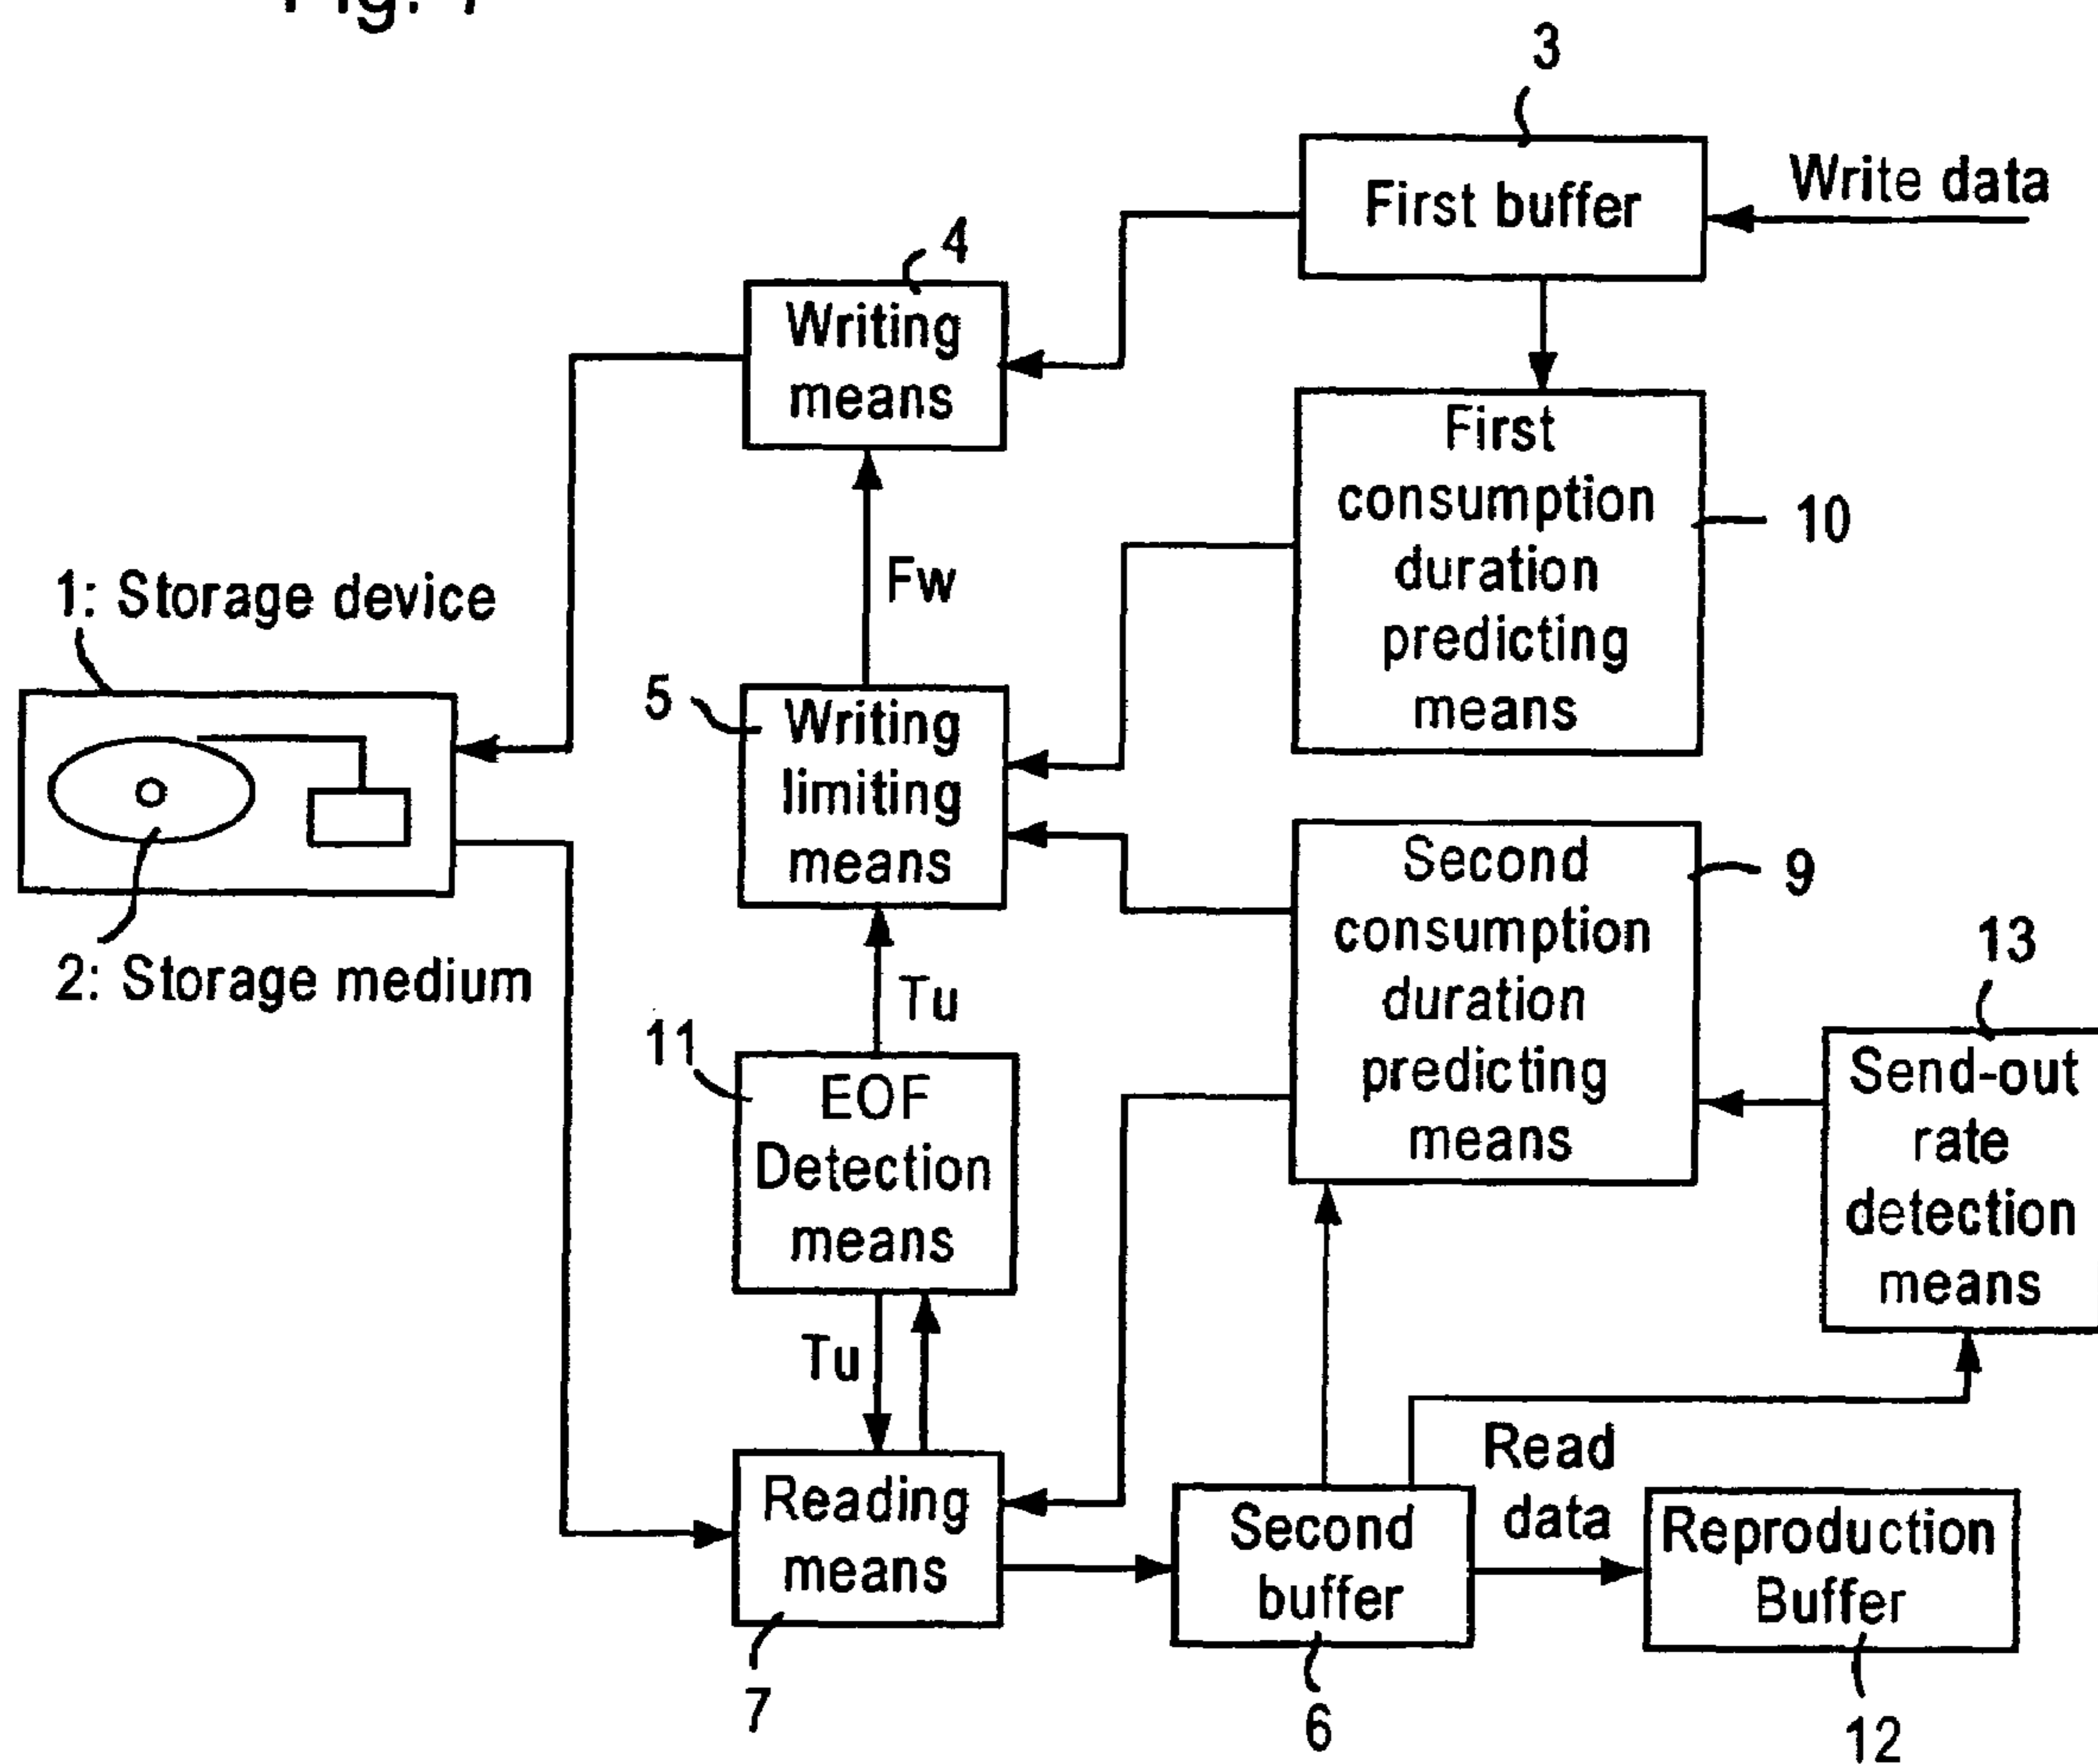 3
First buffer
Write data
4
Writing
means
First
consumption
duration
predicting
means
10
Fw
1: Storage device
5
Writing
limiting
means
Second
consumption
duration
predicting
means
9
2: Storage medium
Tu
13
11
EOF
Detection
means
Send-out
rate
detection
means
Tu
Reading
means
Read
data
Second
buffer
Reproduction
Buffer
7
6
12